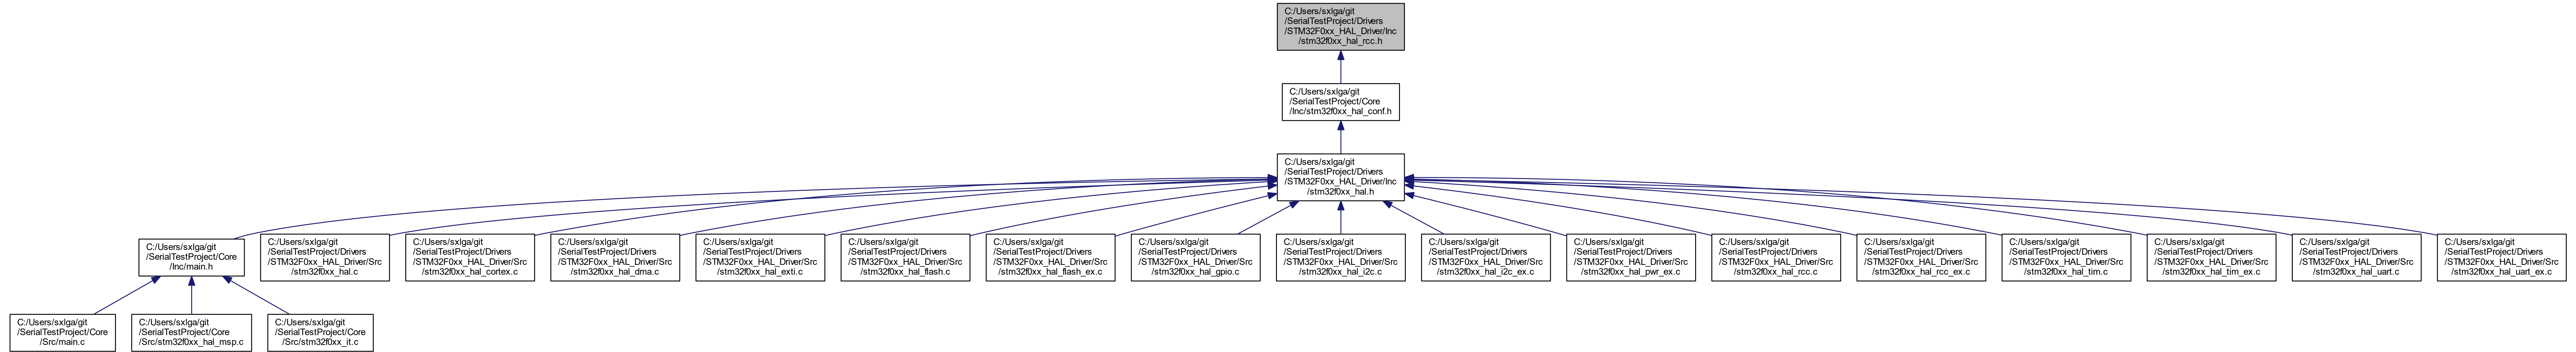 C:/Users/sxlga/git
/SerialTestProject/Drivers
/STM32F0xx_HAL_Driver/Inc
/stm32f0xx_hal_rcc.h
C:/Users/sxlga/git
/SerialTestProject/Core
/Inc/stm32f0xx_hal_conf.h
C:/Users/sxlga/git
/SerialTestProject/Drivers
/STM32F0xx_HAL_Driver/Inc
/stm32f0xx_hal.h
C:/Users/sxlga/git
/SerialTestProject/Core
/Inc/main.h
C:/Users/sxlga/git
/SerialTestProject/Drivers
/STM32F0xx_HAL_Driver/Src
/stm32f0xx_hal.c
C:/Users/sxlga/git
/SerialTestProject/Drivers
/STM32F0xx_HAL_Driver/Src
/stm32f0xx_hal_cortex.c
C:/Users/sxlga/git
/SerialTestProject/Drivers
/STM32F0xx_HAL_Driver/Src
/stm32f0xx_hal_dma.c
C:/Users/sxlga/git
/SerialTestProject/Drivers
/STM32F0xx_HAL_Driver/Src
/stm32f0xx_hal_exti.c
C:/Users/sxlga/git
/SerialTestProject/Drivers
/STM32F0xx_HAL_Driver/Src
/stm32f0xx_hal_flash.c
C:/Users/sxlga/git
/SerialTestProject/Drivers
/STM32F0xx_HAL_Driver/Src
/stm32f0xx_hal_flash_ex.c
C:/Users/sxlga/git
/SerialTestProject/Drivers
/STM32F0xx_HAL_Driver/Src
/stm32f0xx_hal_gpio.c
C:/Users/sxlga/git
/SerialTestProject/Drivers
/STM32F0xx_HAL_Driver/Src
/stm32f0xx_hal_i2c.c
C:/Users/sxlga/git
/SerialTestProject/Drivers
/STM32F0xx_HAL_Driver/Src
/stm32f0xx_hal_i2c_ex.c
C:/Users/sxlga/git
/SerialTestProject/Drivers
/STM32F0xx_HAL_Driver/Src
/stm32f0xx_hal_pwr_ex.c
C:/Users/sxlga/git
/SerialTestProject/Drivers
/STM32F0xx_HAL_Driver/Src
/stm32f0xx_hal_rcc.c
C:/Users/sxlga/git
/SerialTestProject/Drivers
/STM32F0xx_HAL_Driver/Src
/stm32f0xx_hal_rcc_ex.c
C:/Users/sxlga/git
/SerialTestProject/Drivers
/STM32F0xx_HAL_Driver/Src
/stm32f0xx_hal_tim.c
C:/Users/sxlga/git
/SerialTestProject/Drivers
/STM32F0xx_HAL_Driver/Src
/stm32f0xx_hal_tim_ex.c
C:/Users/sxlga/git
/SerialTestProject/Drivers
/STM32F0xx_HAL_Driver/Src
/stm32f0xx_hal_uart.c
C:/Users/sxlga/git
/SerialTestProject/Drivers
/STM32F0xx_HAL_Driver/Src
/stm32f0xx_hal_uart_ex.c
C:/Users/sxlga/git
/SerialTestProject/Core
/Src/main.c
C:/Users/sxlga/git
/SerialTestProject/Core
/Src/stm32f0xx_hal_msp.c
C:/Users/sxlga/git
/SerialTestProject/Core
/Src/stm32f0xx_it.c